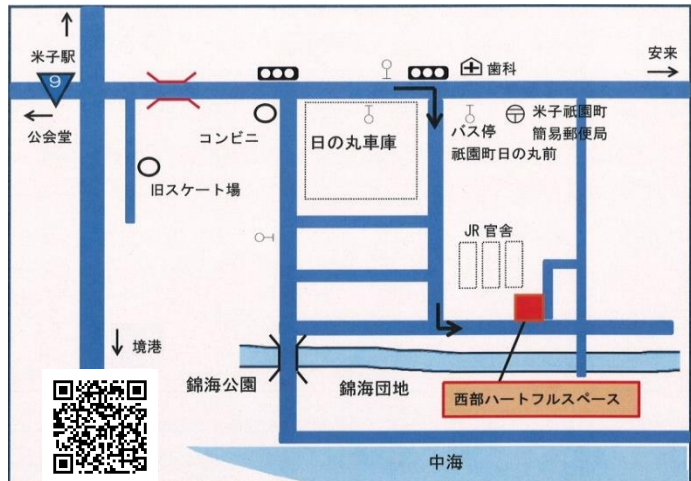 米子駅
9
公会堂
安来
歯科
コンビニ
日の丸車庫
バス停
祇園町日の丸前
米子祇園町
簡易郵便局
旧スケート場
JR 官舎
境港
錦海公園
錦海団地
西部ハートフルスペース
中海